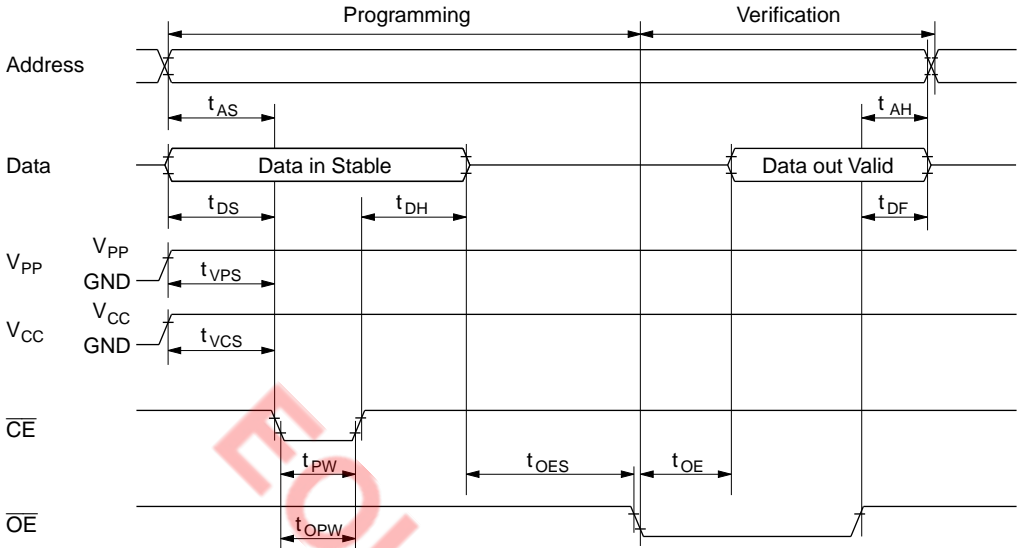 Programming Verification
Address
tAS tAH
Data Data in Stable Data out Valid
tDS tDH tDF
VPP VPP
GND tVPS
VCC VCC
GND tVCS
CE
tPW tOES tOE
OE tOPW